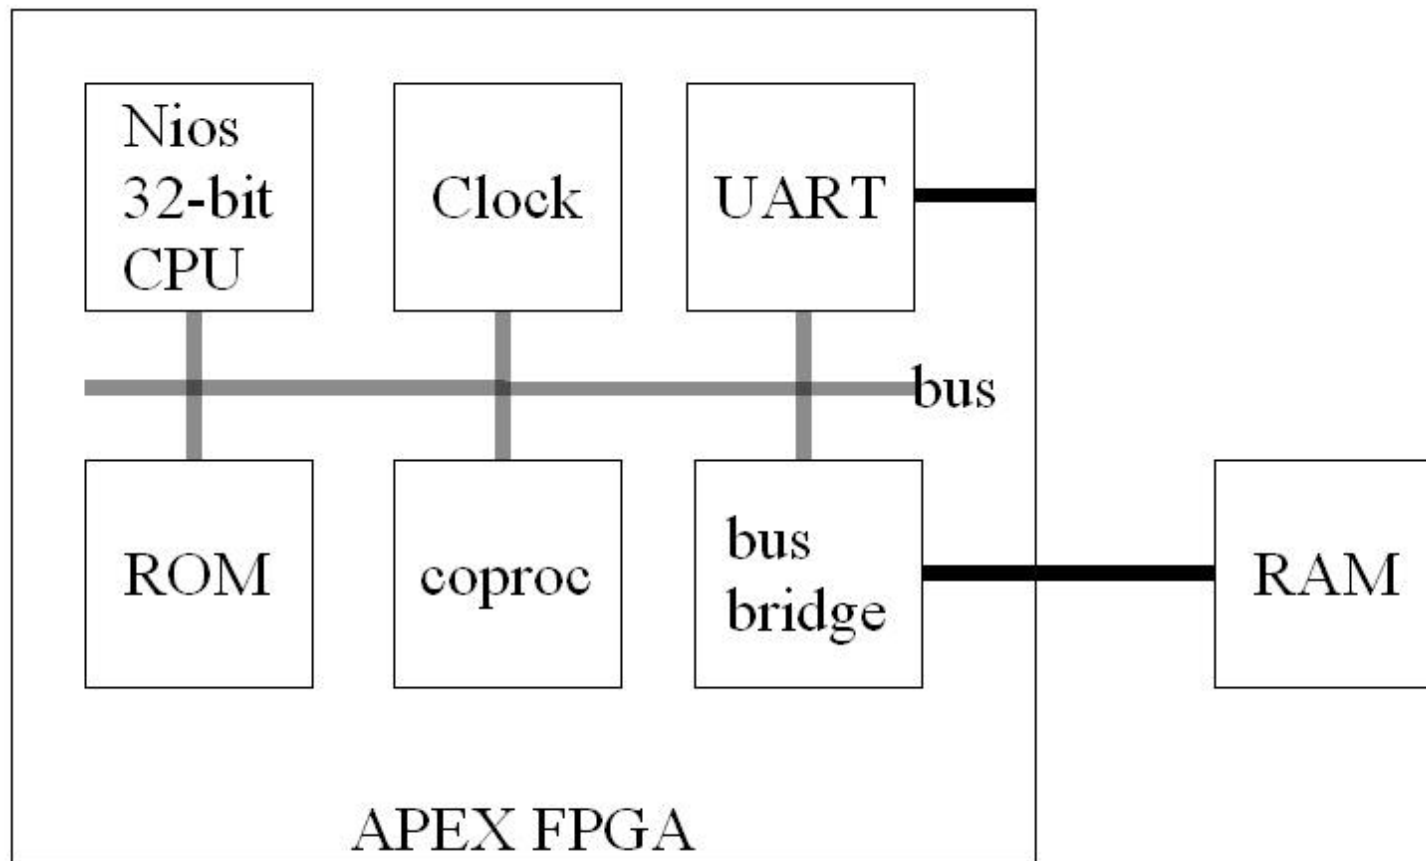 Nios
32-bit
CPU
Clock
UART
bus
ROM
coproc
bus
bridge
RAM
APEX FPGA